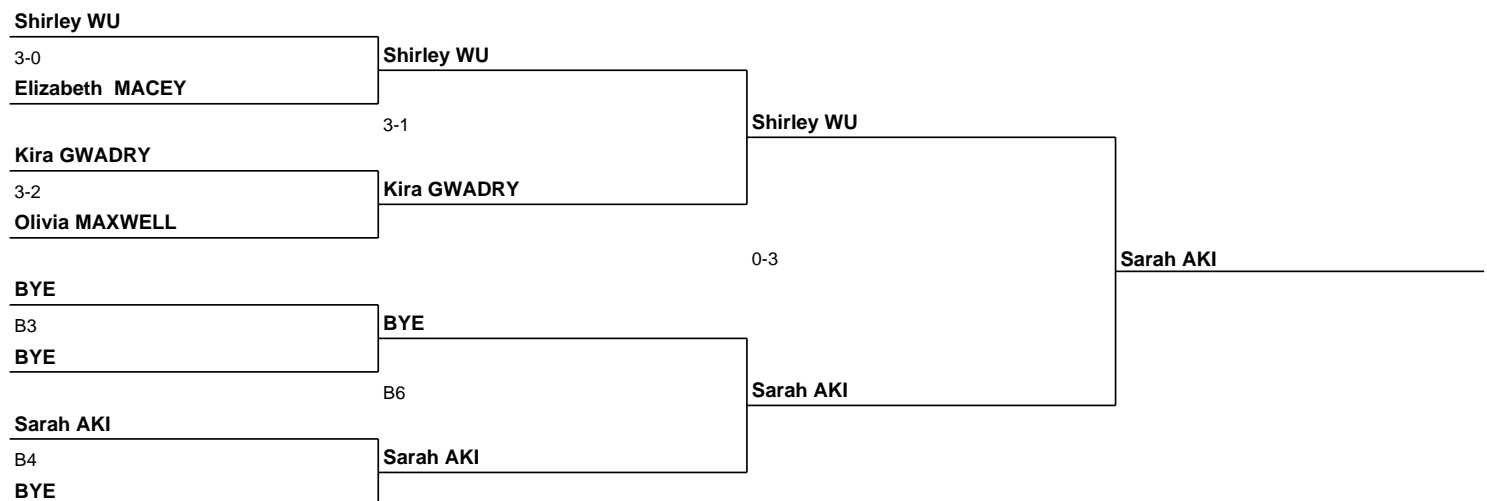 Shirley WU
3-0
Shirley WU
Elizabeth  MACEY
3-1
Shirley WU
Kira GWADRY
3-2
Kira GWADRY
Olivia MAXWELL
0-3
Sarah AKI
BYE
B3
BYE
BYE
B6
Sarah AKI
Sarah AKI
B4
Sarah AKI
BYE